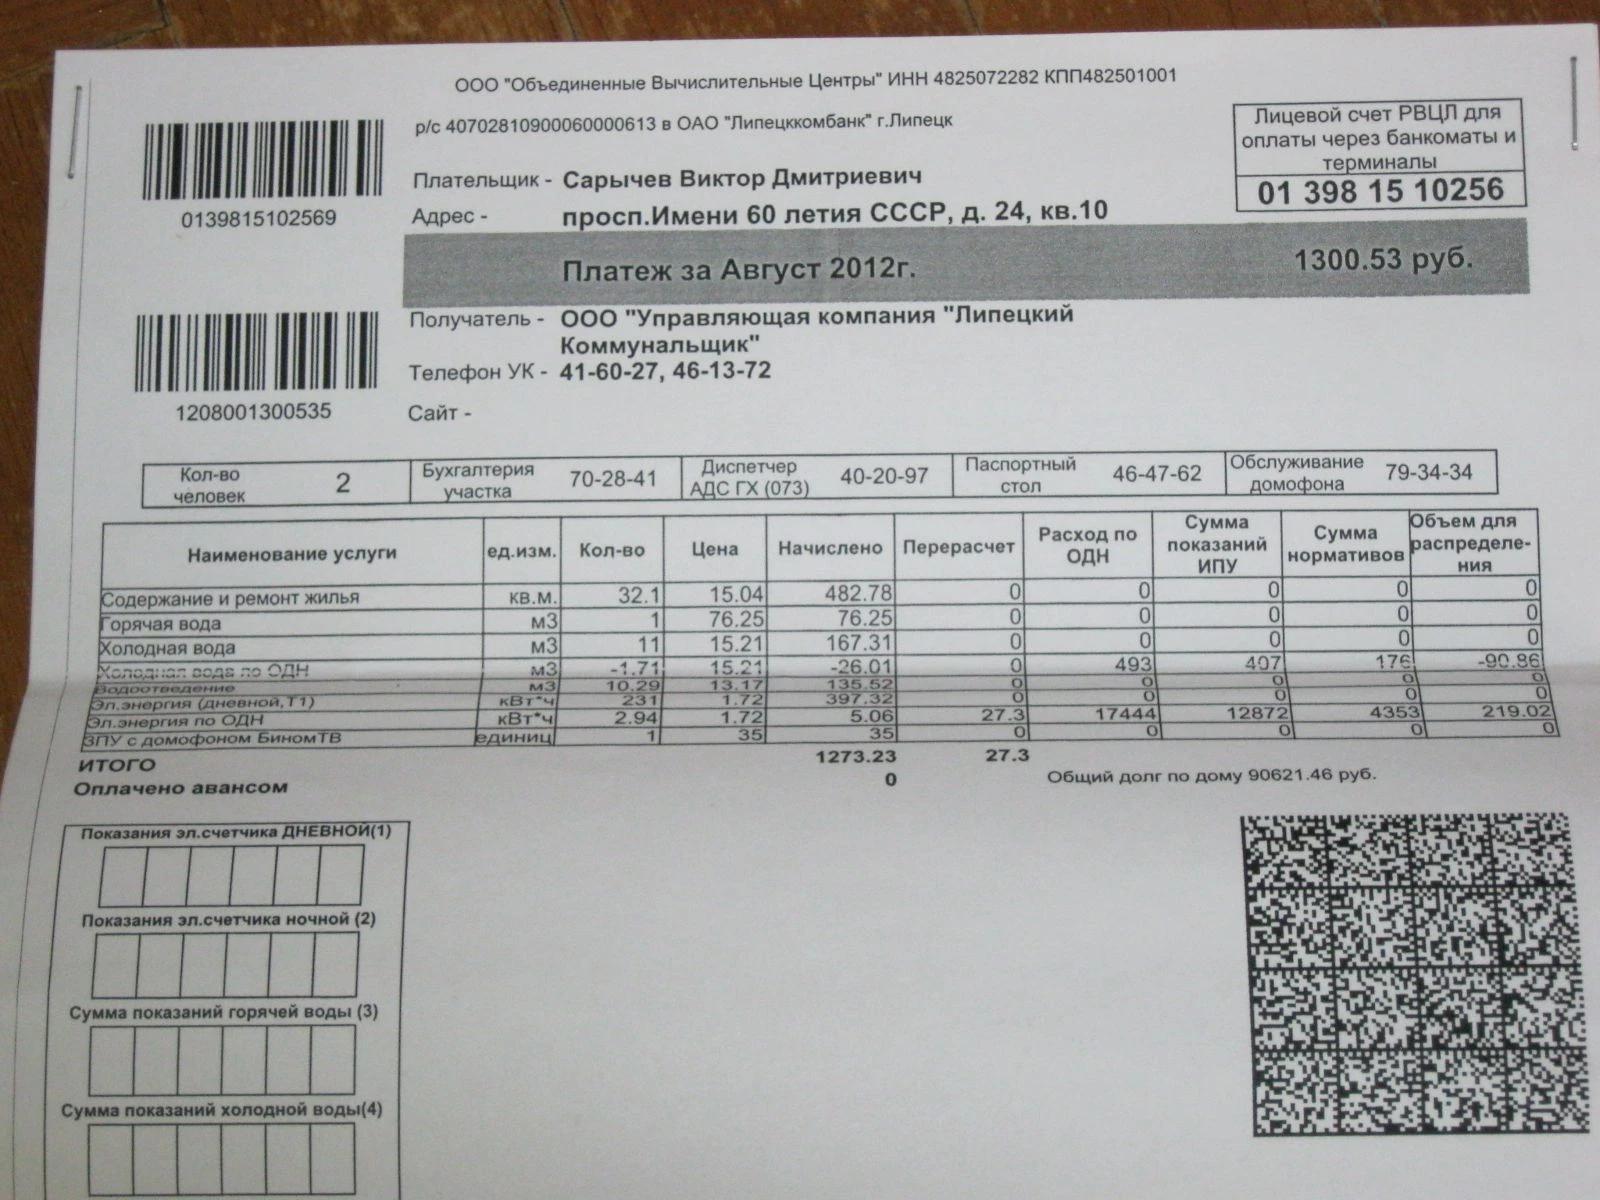 ООО "Объединенные Вычислительные Центры" ИНН 4825072282 КПП482501001
р/с 40702810900060000613 в ОАО "Липецккомбанк" г.Липецк
Лицевой счет РВЦЛ для
оплаты через банкоматы и
терминалы
01 398 15 10256
0139815102569
Плательщик - Сарычев Виктор Дмитриевич
Адрес - просп.Имени 60 летия СССР, д. 24, кв.10
Платеж за Август 2012г. 1300.53 руб.
Получатель - ООО "Управляющая компания "Липецкий
Коммунальщик"
Телефон УК - 41-60-27, 46-13-72
1208001300535
Сайт -
Кол-во человек 2 Бухгалтерия участка 70-28-41 Диспетчер АДС ГХ (073) 40-20-97 Паспортный стол 46-47-62 Обслуживание домофона 79-34-34
Наименование услуги ед.изм. Кол-во Цена Начислено Перерасчет Расход по ОДН Сумма показаний ИПУ Сумма нормативов Объем для распределе-ния
Содержание и ремонт жилья кв.м. 32.1 15.04 482.78 0 0 0 0 0
Горячая вода м3 1 76.25 76.25 0 0 0 0 0
Холодная вода м3 11 15.21 167.31 0 0 0 0 0
Холодная вода по ОДН м3 -1.71 15.21 -26.01 0 493 407 176 -90.86
Водоотведение м3 10.29 13.17 135.52 0 0 0 0 0
Эл.энергия (дневной,Т1) кВт*ч 231 1.72 397.32 0 0 0 0 0
Эл.энергия по ОДН кВт*ч 2.94 1.72 5.06 27.3 17444 12872 4353 219.02
ЗПУ с домофоном БиномТВ единиц 1 35 35 0 0 0 0 0
ИТОГО 1273.23 27.3
Оплачено авансом 0 Общий долг по дому 90621.46 руб.
Показания эл.счетчика ДНЕВНОЙ(1)
Показания эл.счетчика ночной (2)
Сумма показаний горячей воды (3)
Сумма показаний холодной воды(4)